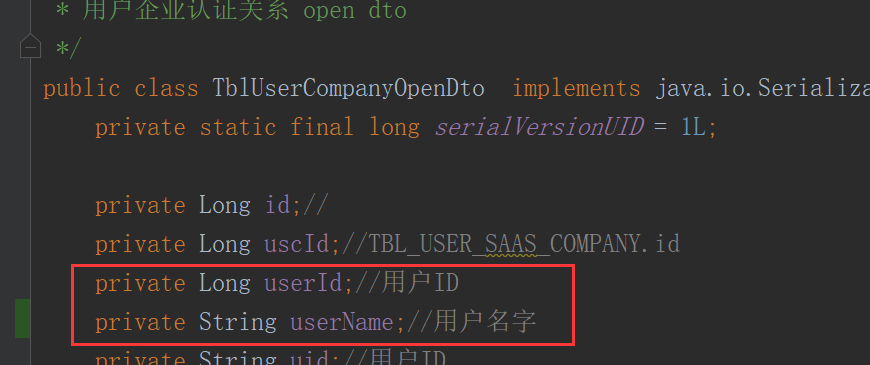 * 用户企业认证关系 open dto
*/
public class TblUserCompanyOpenDto implements java.io.Serializa
private static final long serialVersionUID = 1L;
private Long id;//
private Long uscId;//TBL_USER_SAAS_COMPANY.id
private Long userId;//用户ID
private String userName;//用户名字
private String uid;//用户ID